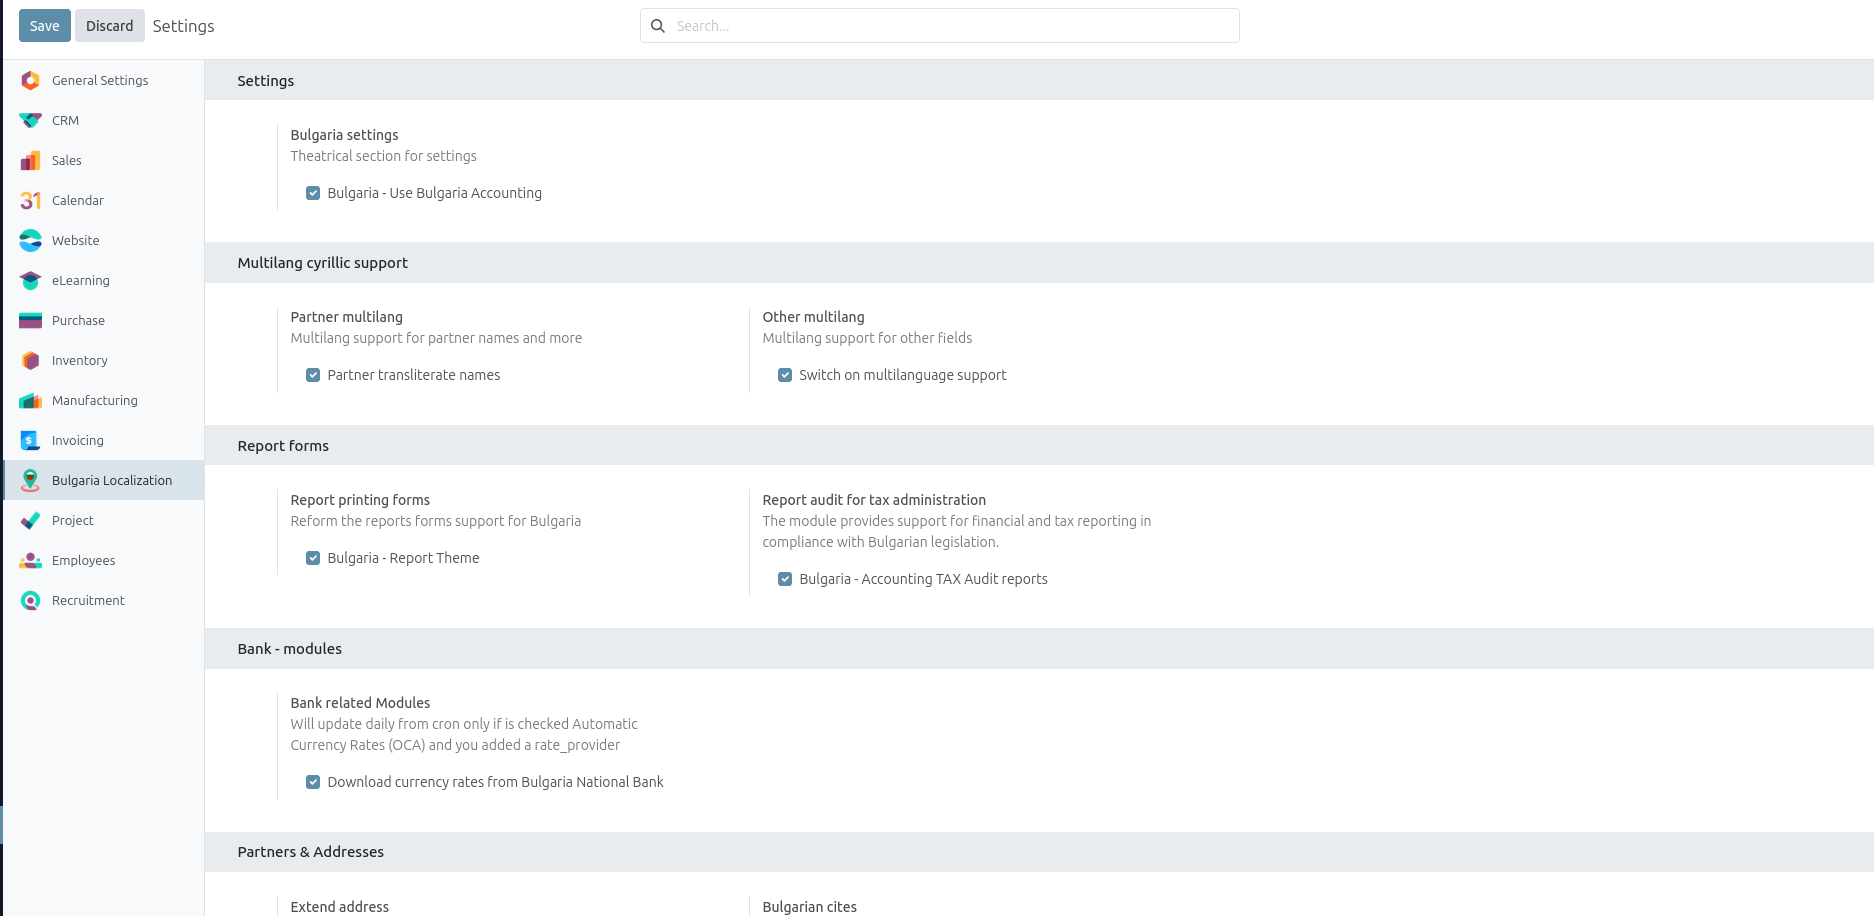 Save
Discard
Settings
Search...
General Settings
CRM
Sales
31
Calendar
Website
eLearning
Purchase
Inventory
Manufacturing
$
Invoicing
Bulgaria Localization
Project
Employees
Recruitment
Settings
Bulgaria settings
Theatrical section for settings
Bulgaria - Use Bulgaria Accounting
Multilang cyrillic support
Partner multilang
Multilang support for partner names and more
Partner transliterate names
Other multilang
Multilang support for other fields
Switch on multilanguage support
Report forms
Report printing forms
Reform the reports forms support for Bulgaria
Bulgaria - Report Theme
Report audit for tax administration
The module provides support for financial and tax reporting in
compliance with Bulgarian legislation.
Bulgaria - Accounting TAX Audit reports
Bank - modules
Bank related Modules
Will update daily from cron only if is checked Automatic
Currency Rates (OCA) and you added a rate_provider
Download currency rates from Bulgaria National Bank
Partners & Addresses
Extend address
Bulgarian cites